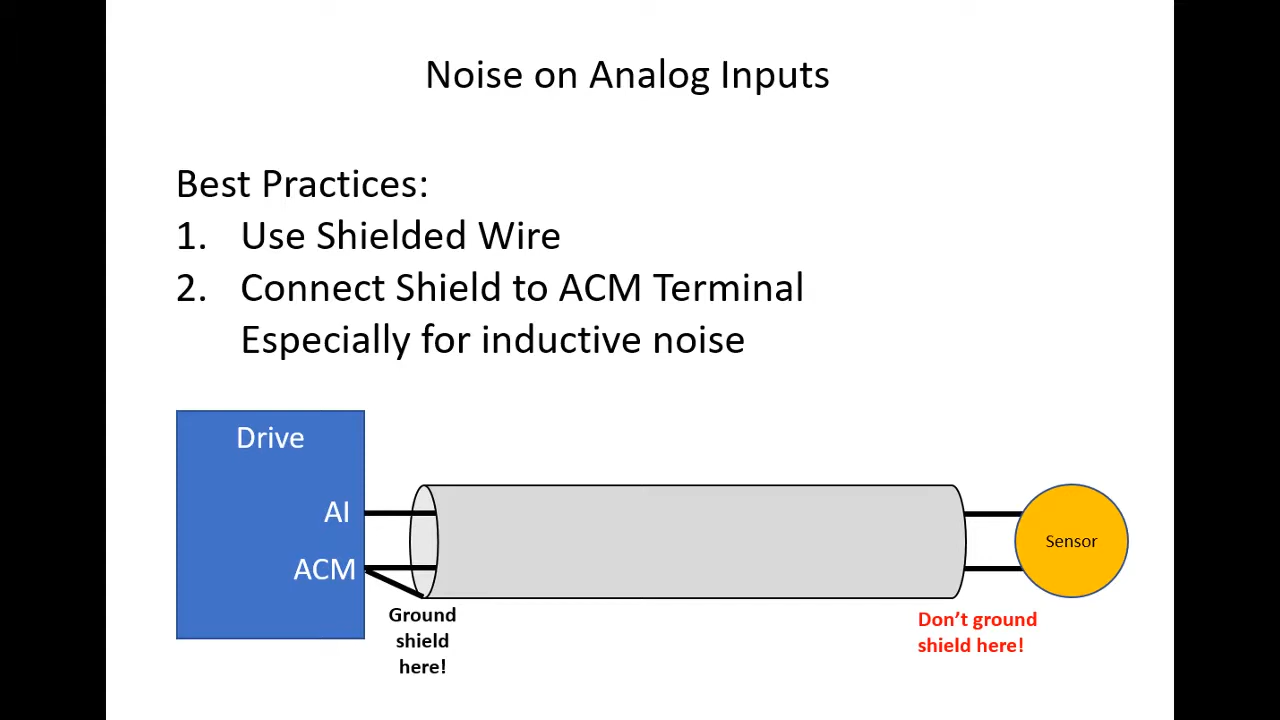 Noise on Analog Inputs
Best Practices:
1. Use Shielded Wire
2. Connect Shield to ACM Terminal
Especially for inductive noise
Drive
AI
ACM
Sensor
Ground
shield
here!
Don’t ground
shield here!